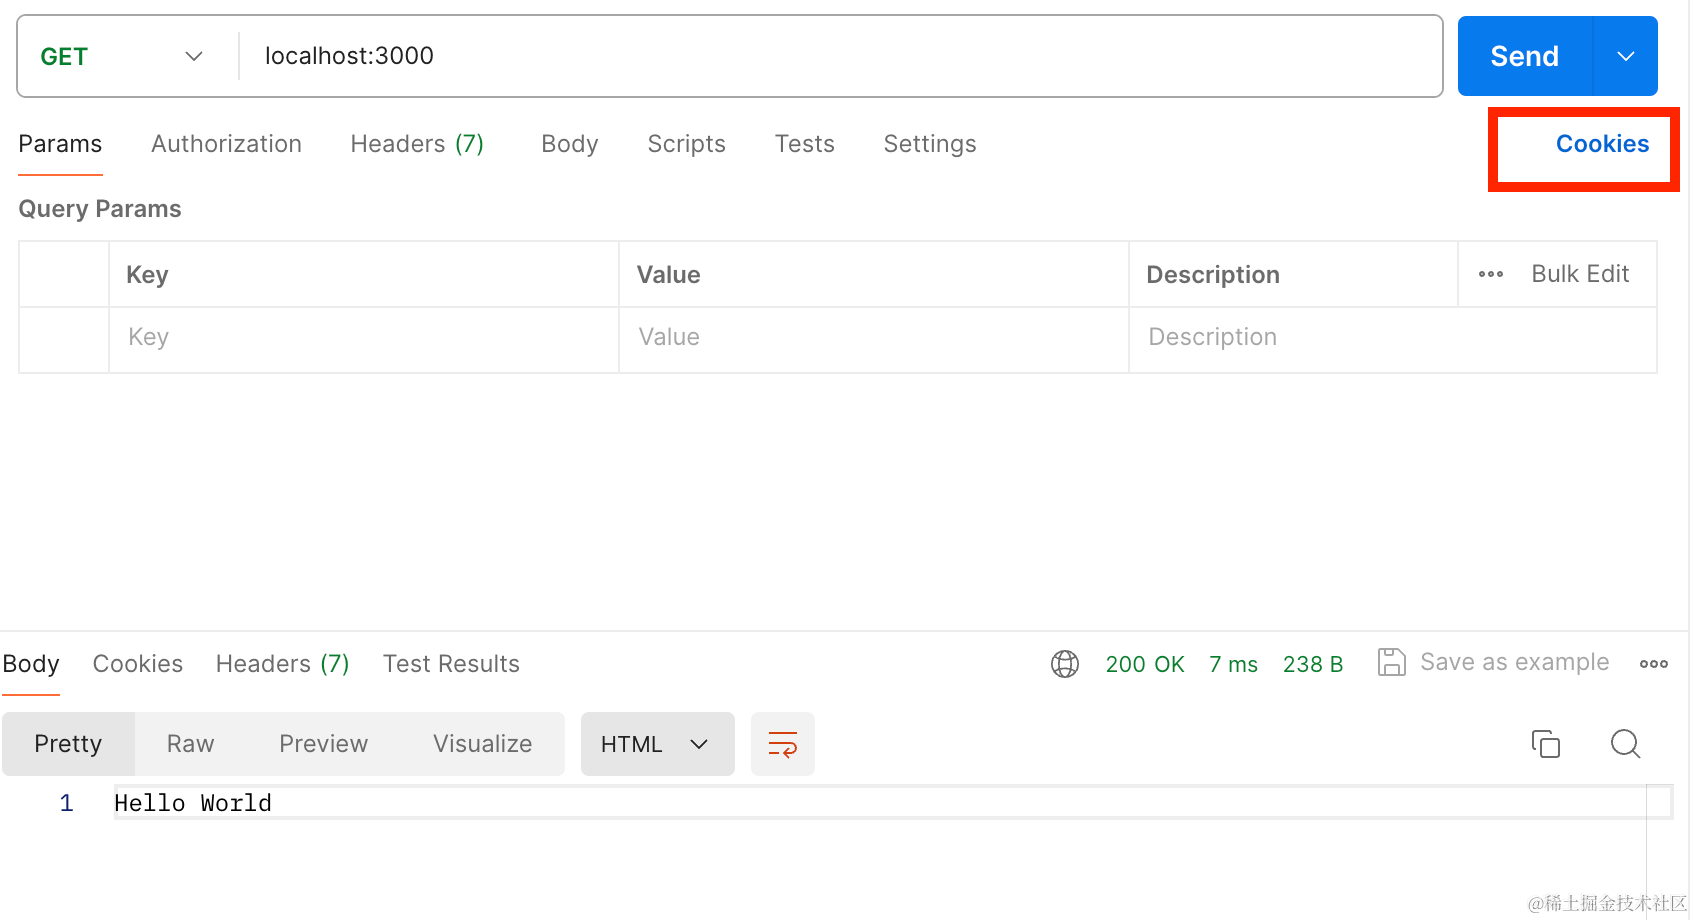 GET localhost:3000 Send
Params Authorization Headers (7) Body Scripts Tests Settings Cookies
Query Params
Key Value Description Bulk Edit
Key Value Description
Body Cookies Headers (7) Test Results 200 OK 7 ms 238 B Save as example
Pretty Raw Preview Visualize HTML
1 Hello World
@稀土掘金技术社区